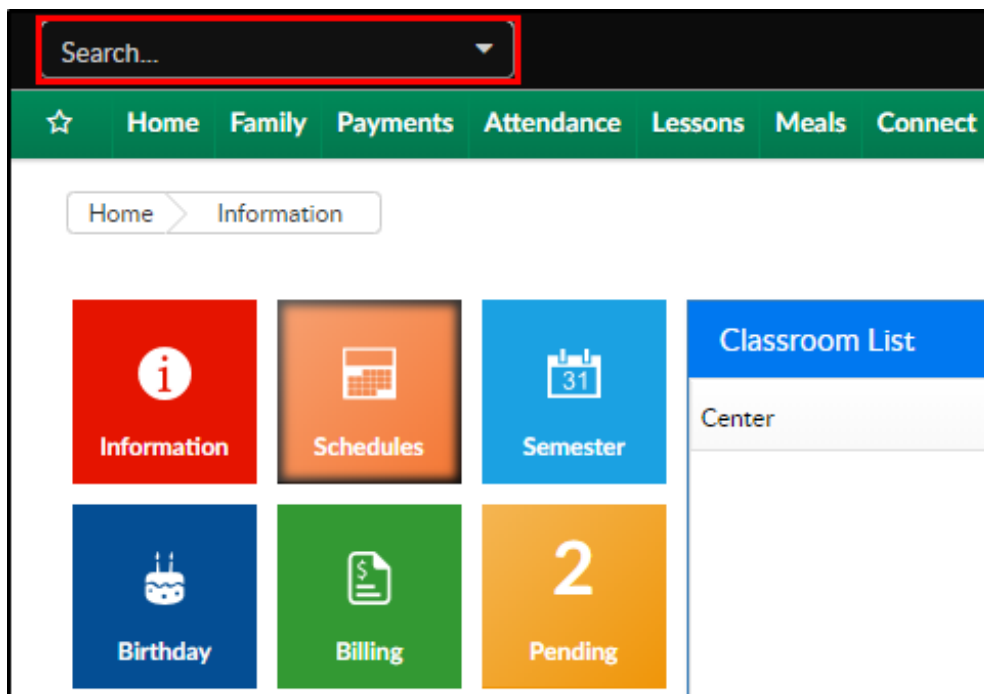 Search...
Home Family Payments Attendance Lessons Meals Connect
Home Information
Information Schedules 31 Semester
Classroom List
Center
Birthday $ Billing 2 Pending